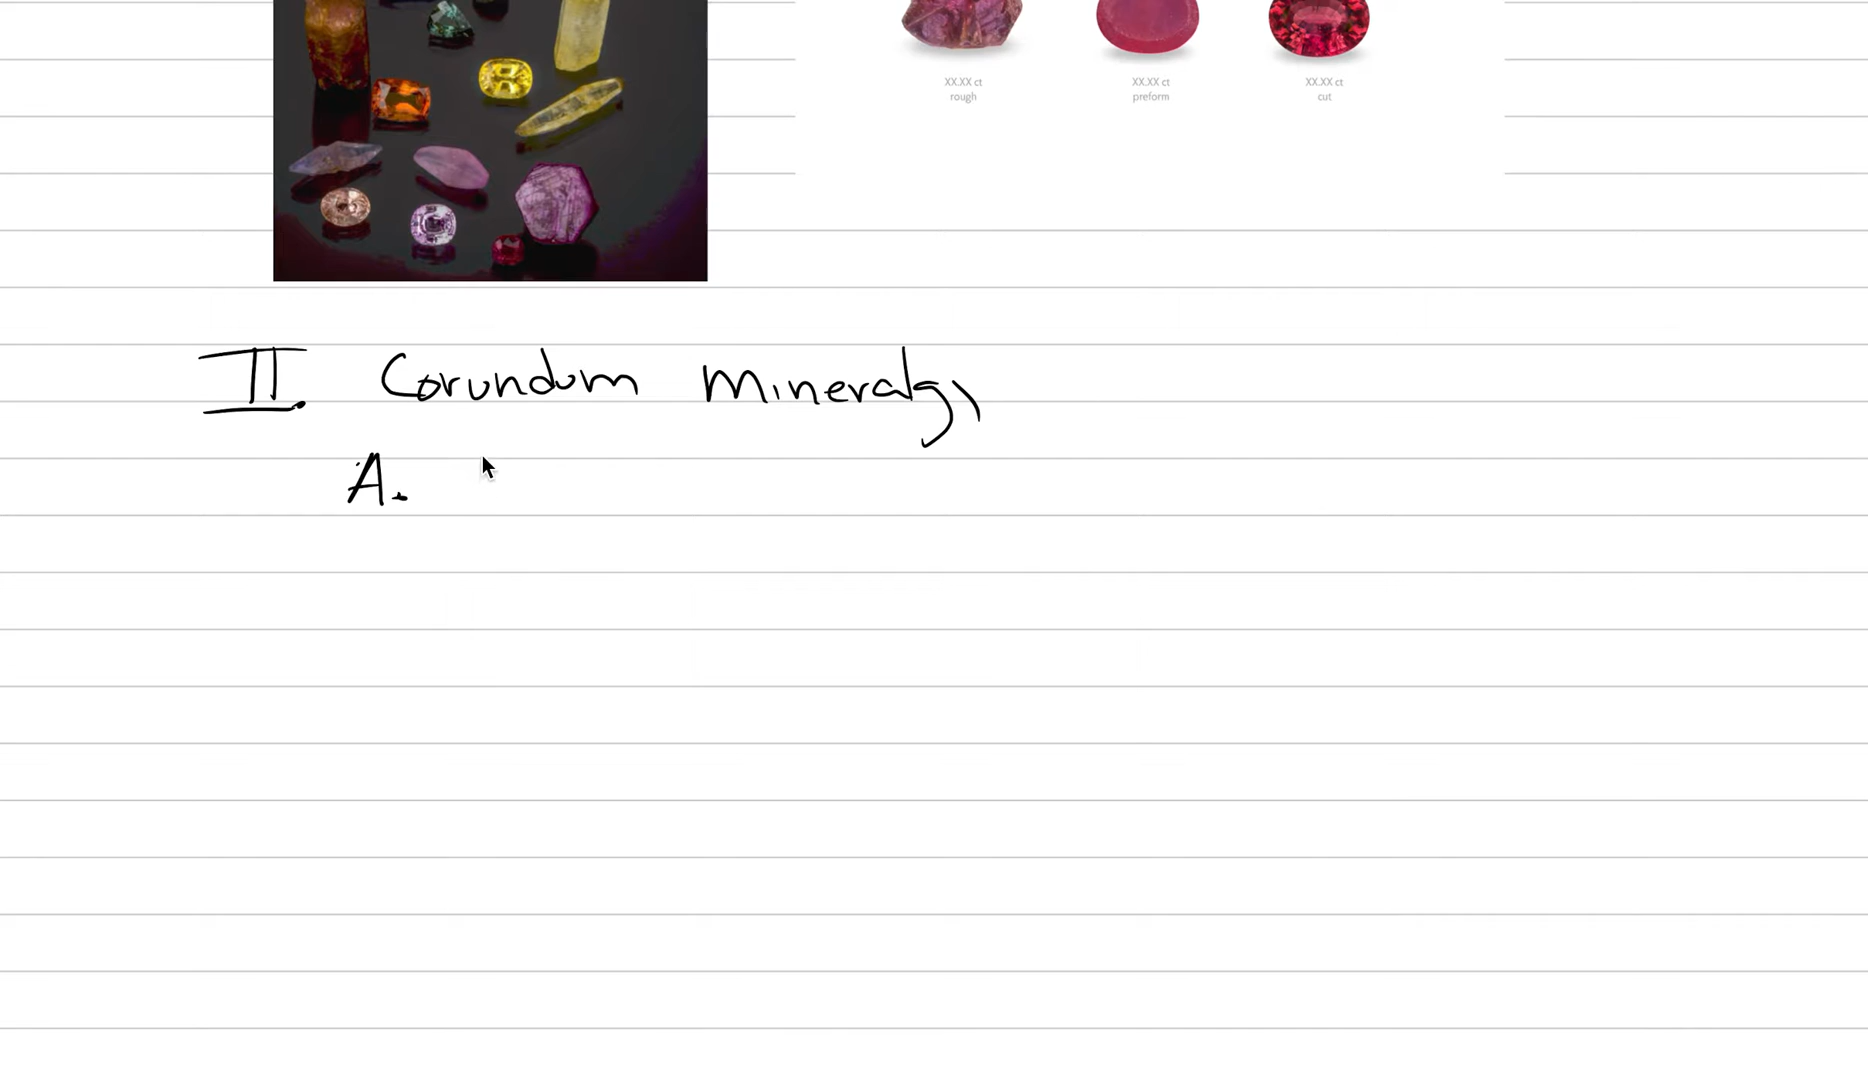 XX.XX ct XX.XX ct XX.XX ct
rough preform cut
II. Corundum Mineralogy
A.